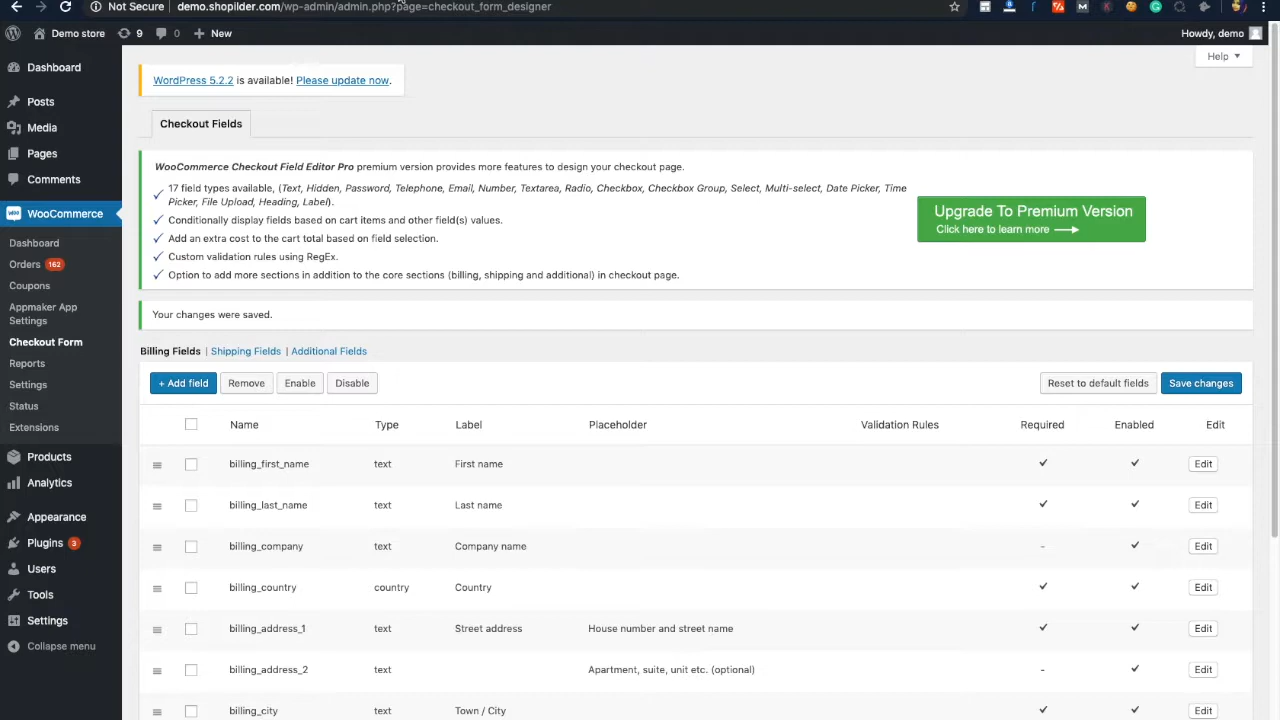 Not Secure | demo.shopilder.com/wp-admin/admin.php?page=checkout_form_designer
Demo store 9 0 + New Howdy, demo
Help
Dashboard
Posts
Media
Pages
Comments
WooCommerce
Dashboard
Orders 162
Coupons
Appmaker App
Settings
Checkout Form
Reports
Settings
Status
Extensions
Products
Analytics
Appearance
Plugins 3
Users
Tools
Settings
Collapse menu
WordPress 5.2.2 is available! Please update now.
Checkout Fields
WooCommerce Checkout Field Editor Pro premium version provides more features to design your checkout page.
17 field types available, (Text, Hidden, Password, Telephone, Email, Number, Textarea, Radio, Checkbox, Checkbox Group, Select, Multi-select, Date Picker, Time
Picker, File Upload, Heading, Label).
Conditionally display fields based on cart items and other field(s) values.
Add an extra cost to the cart total based on field selection.
Custom validation rules using RegEx.
Option to add more sections in addition to the core sections (billing, shipping and additional) in checkout page.
Upgrade To Premium Version
Click here to learn more
Your changes were saved.
Billing Fields | Shipping Fields | Additional Fields
+ Add field Remove Enable Disable Reset to default fields Save changes
Name Type Label Placeholder Validation Rules Required Enabled Edit
billing_first_name text First name Edit
billing_last_name text Last name Edit
billing_company text Company name - Edit
billing_country country Country Edit
billing_address_1 text Street address House number and street name Edit
billing_address_2 text Apartment, suite, unit etc. (optional) - Edit
billing_city text Town / City Edit